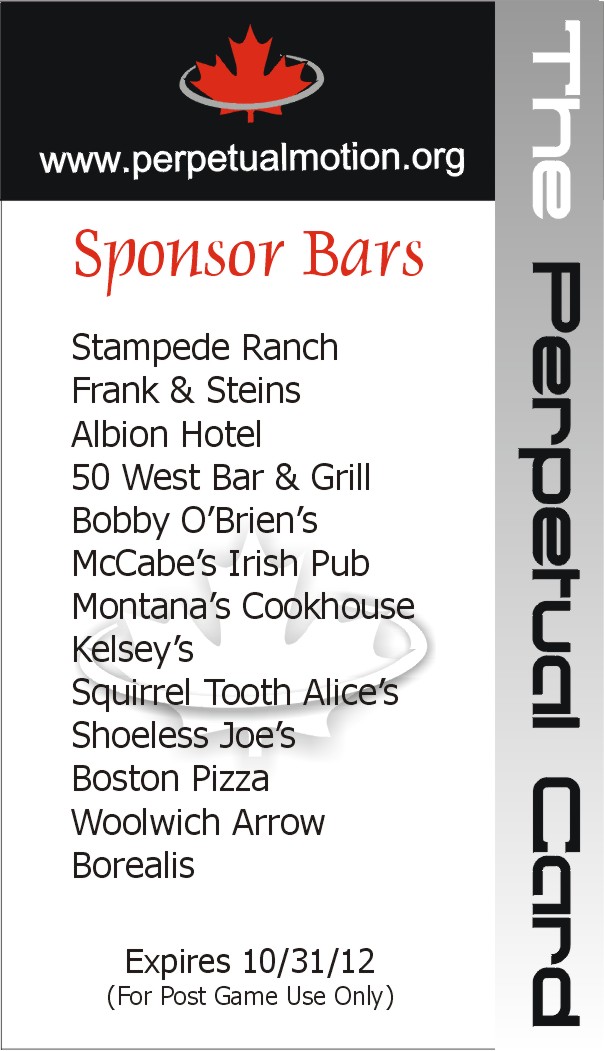 www.perpetualmotion.org
Sponsor Bars
Stampede Ranch
Frank & Steins
Albion Hotel
50 West Bar & Grill
Bobby O’Brien’s
McCabe’s Irish Pub
Montana’s Cookhouse
Kelsey’s
Squirrel Tooth Alice’s
Shoeless Joe’s
Boston Pizza
Woolwich Arrow
Borealis
Expires 10/31/12
(For Post Game Use Only)
The Perpetual Card